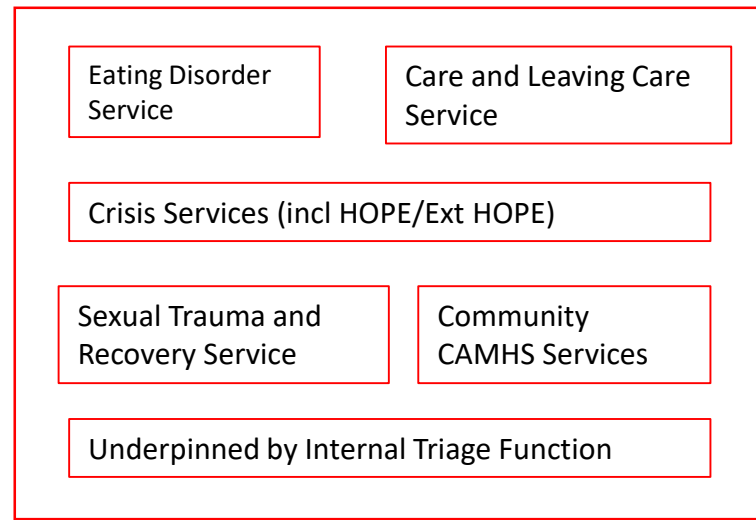 Eating Disorder
Service
Care and Leaving Care
Service
Crisis Services (incl HOPE/Ext HOPE)
Sexual Trauma and
Recovery Service
Community
CAMHS Services
Underpinned by Internal Triage Function